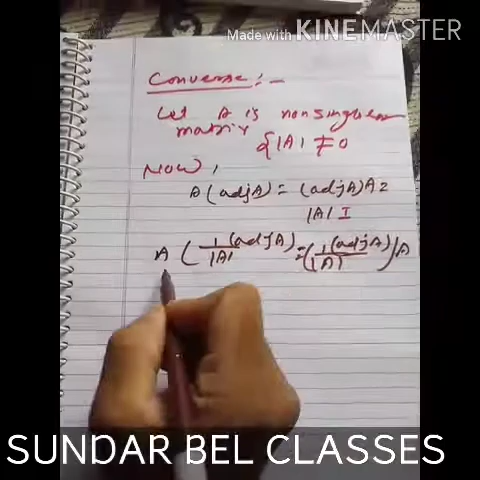 Made with KINEMASTER
Converse:-
Let A is nonsingular
matrix
{|A| ≠ 0
Now,
A(adjA) = (adjA)A =
|A| I
A (1/|A| (adjA) = (1/|A| (adjA))A
SUNDAR BEL CLASSES